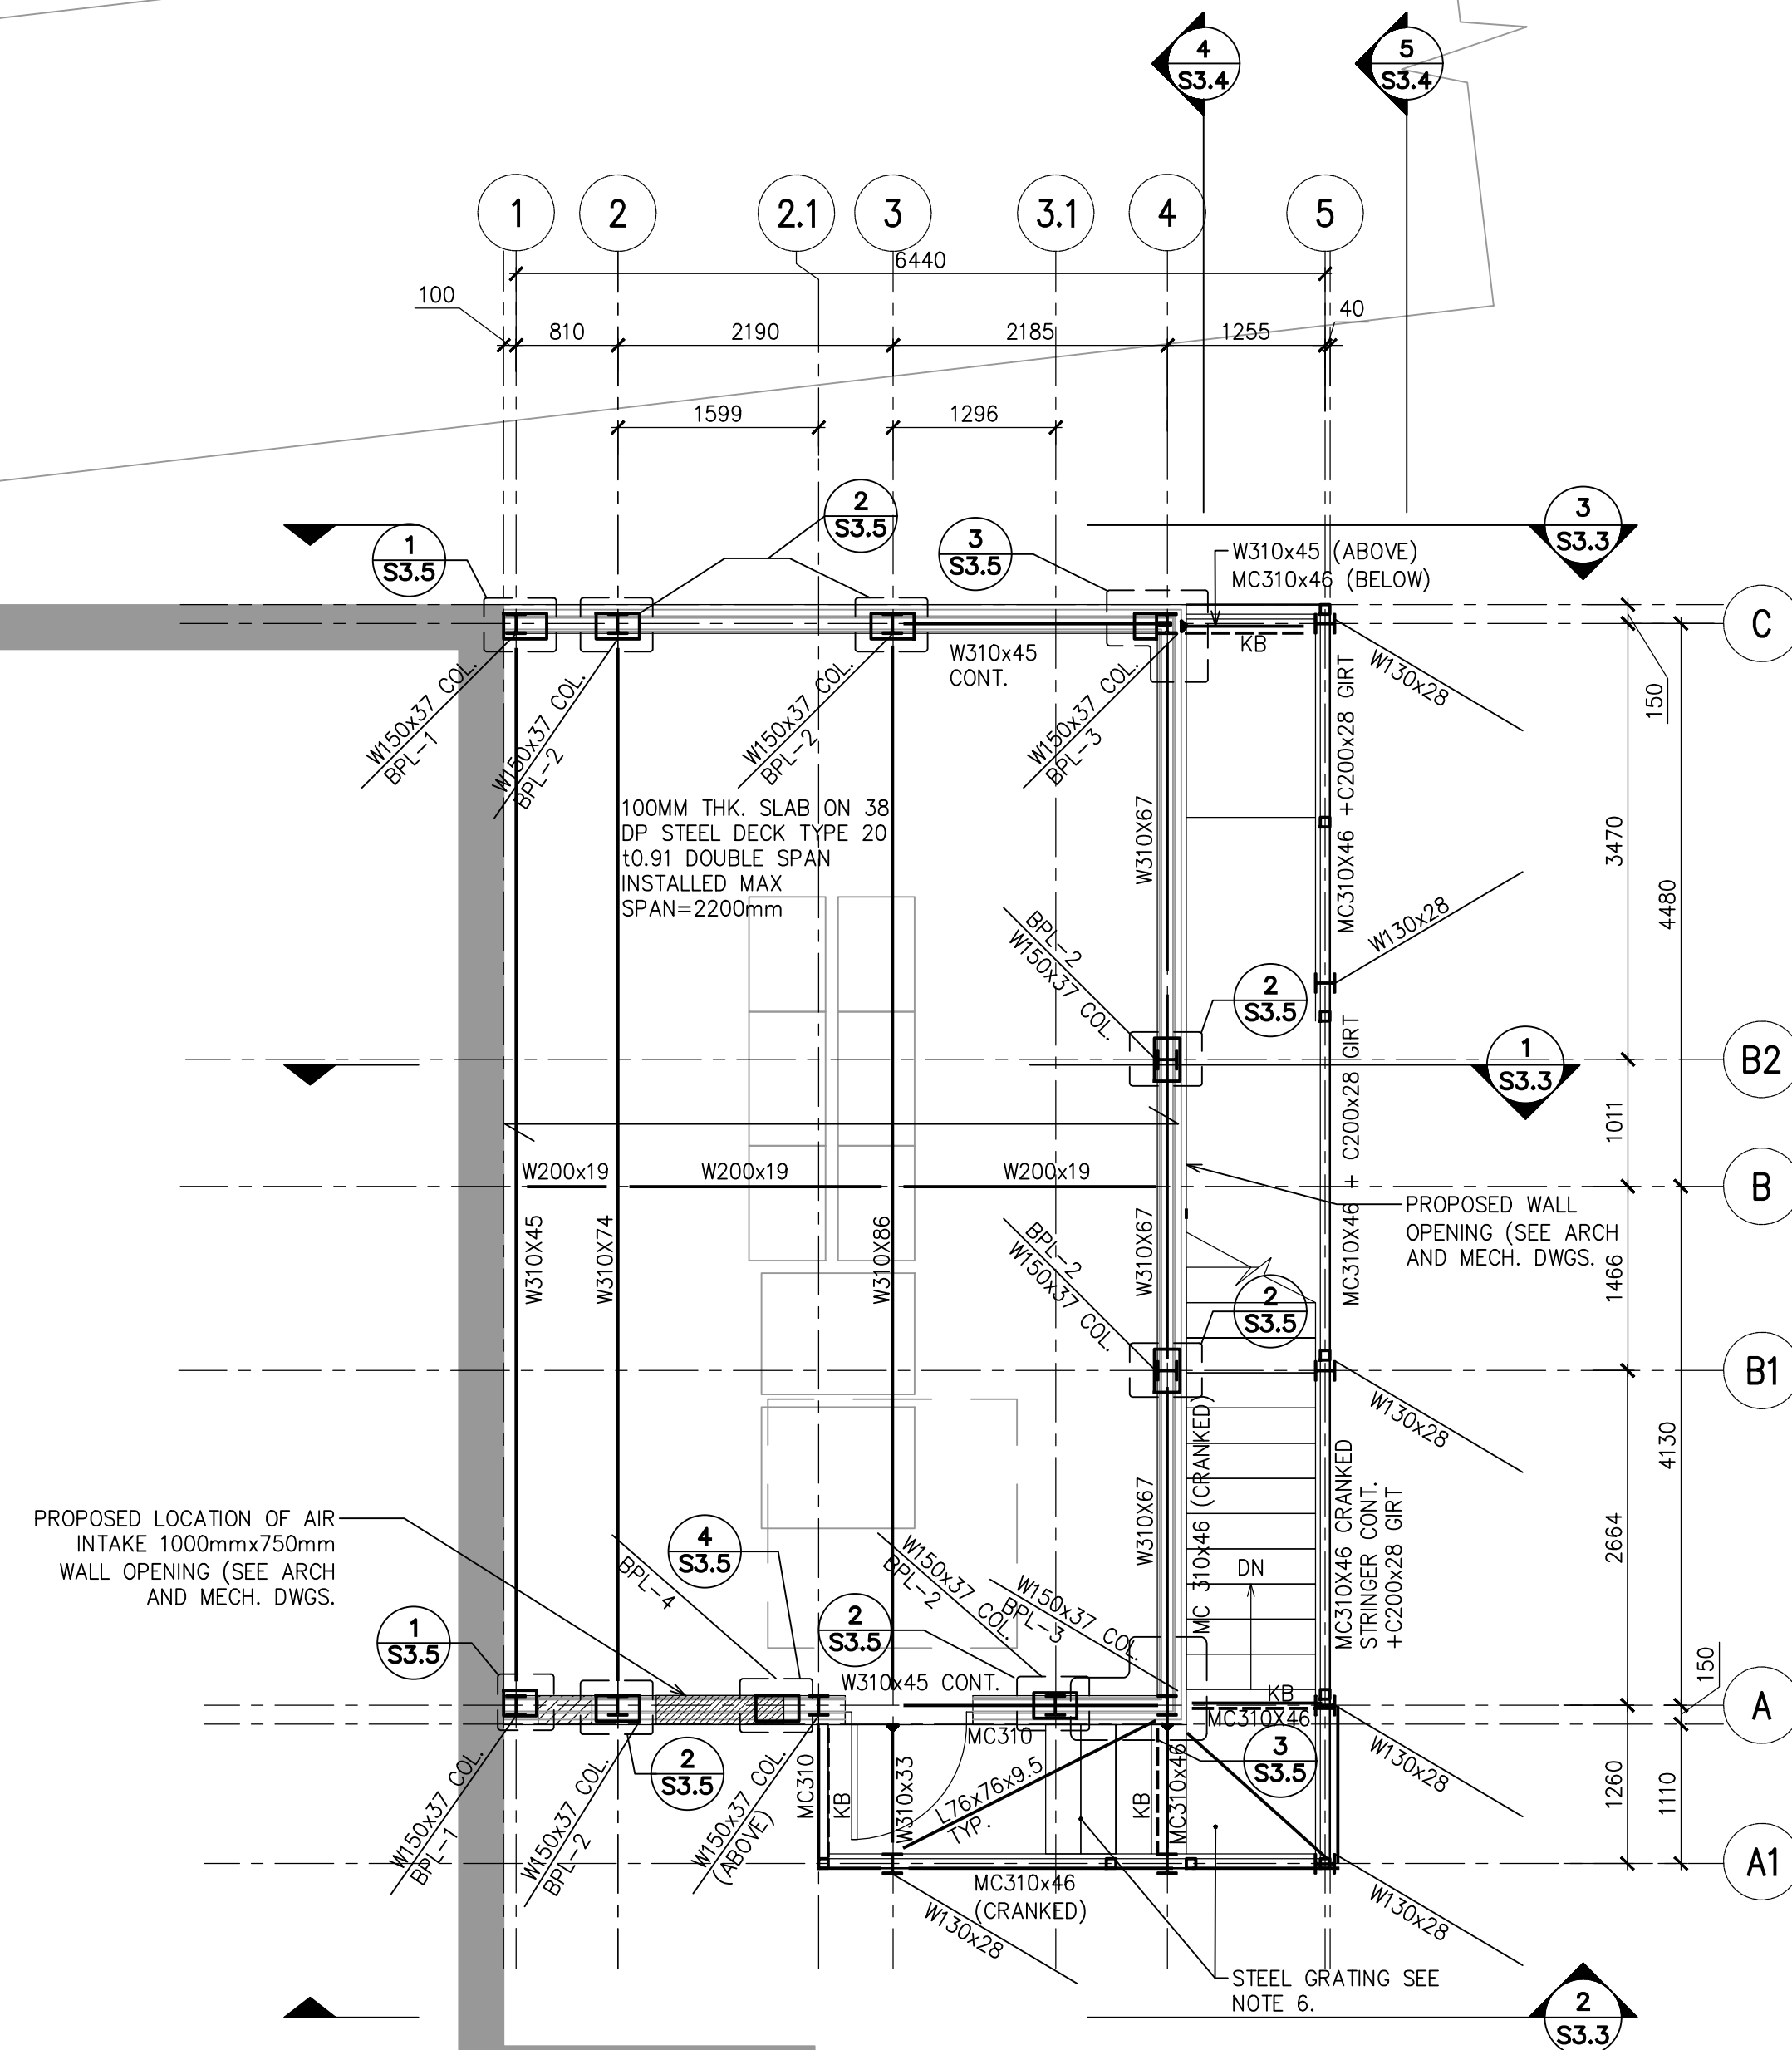 4
S3.4
5
S3.4
1
2
2.1
3
3.1
4
5
6440
100
40
810
2190
2185
1255
1599
1296
2
S3.5
3
S3.3
1
S3.5
3
S3.5
W310x45 (ABOVE)
MC310x46 (BELOW)
C
KB
W310x45
CONT.
W130x28
150
W150x37 COL.
BPL-1
W150x37 COL.
BPL-2
W150x37 COL.
BPL-2
W150x37 COL.
BPL-3
MC310X46 +C200x28 GIRT
100MM THK. SLAB ON 38
DP STEEL DECK TYPE 20
t0.91 DOUBLE SPAN
INSTALLED MAX
SPAN=2200mm
W310X67
3470
4480
W130x28
BPL-2
W150x37 COL.
2
S3.5
1
S3.3
B2
1011
MC310X46 + C200x28 GIRT
W200x19
W200x19
W200x19
B
PROPOSED WALL
OPENING (SEE ARCH
AND MECH. DWGS.
W310X45
W310X74
W310X86
W310X67
BPL-2
W150x37 COL.
1466
2
S3.5
B1
W130x28
MC 310x46 (CRANKED)
MC310X46 CRANKED
STRINGER CONT.
+C200x28 GIRT
4130
2664
W310X67
PROPOSED LOCATION OF AIR
INTAKE 1000mmx750mm
WALL OPENING (SEE ARCH
AND MECH. DWGS.
BPL-4
4
S3.5
W150x37 COL.
BPL-2
W150x37 COL.
BPL-3
DN
1
S3.5
2
S3.5
W310x45 CONT.
KB
MC310X46
150
A
MC310
2
S3.5
3
S3.5
W130x28
W150x37 COL.
BPL-1
W150x37 COL.
BPL-2
W150x37 COL.
(ABOVE)
MC310
KB
W310x33
L76x76x9.5
TYP.
KB
MC310x46
1260
1110
A1
MC310x46
(CRANKED)
W130x28
W130x28
STEEL GRATING SEE
NOTE 6.
2
S3.3